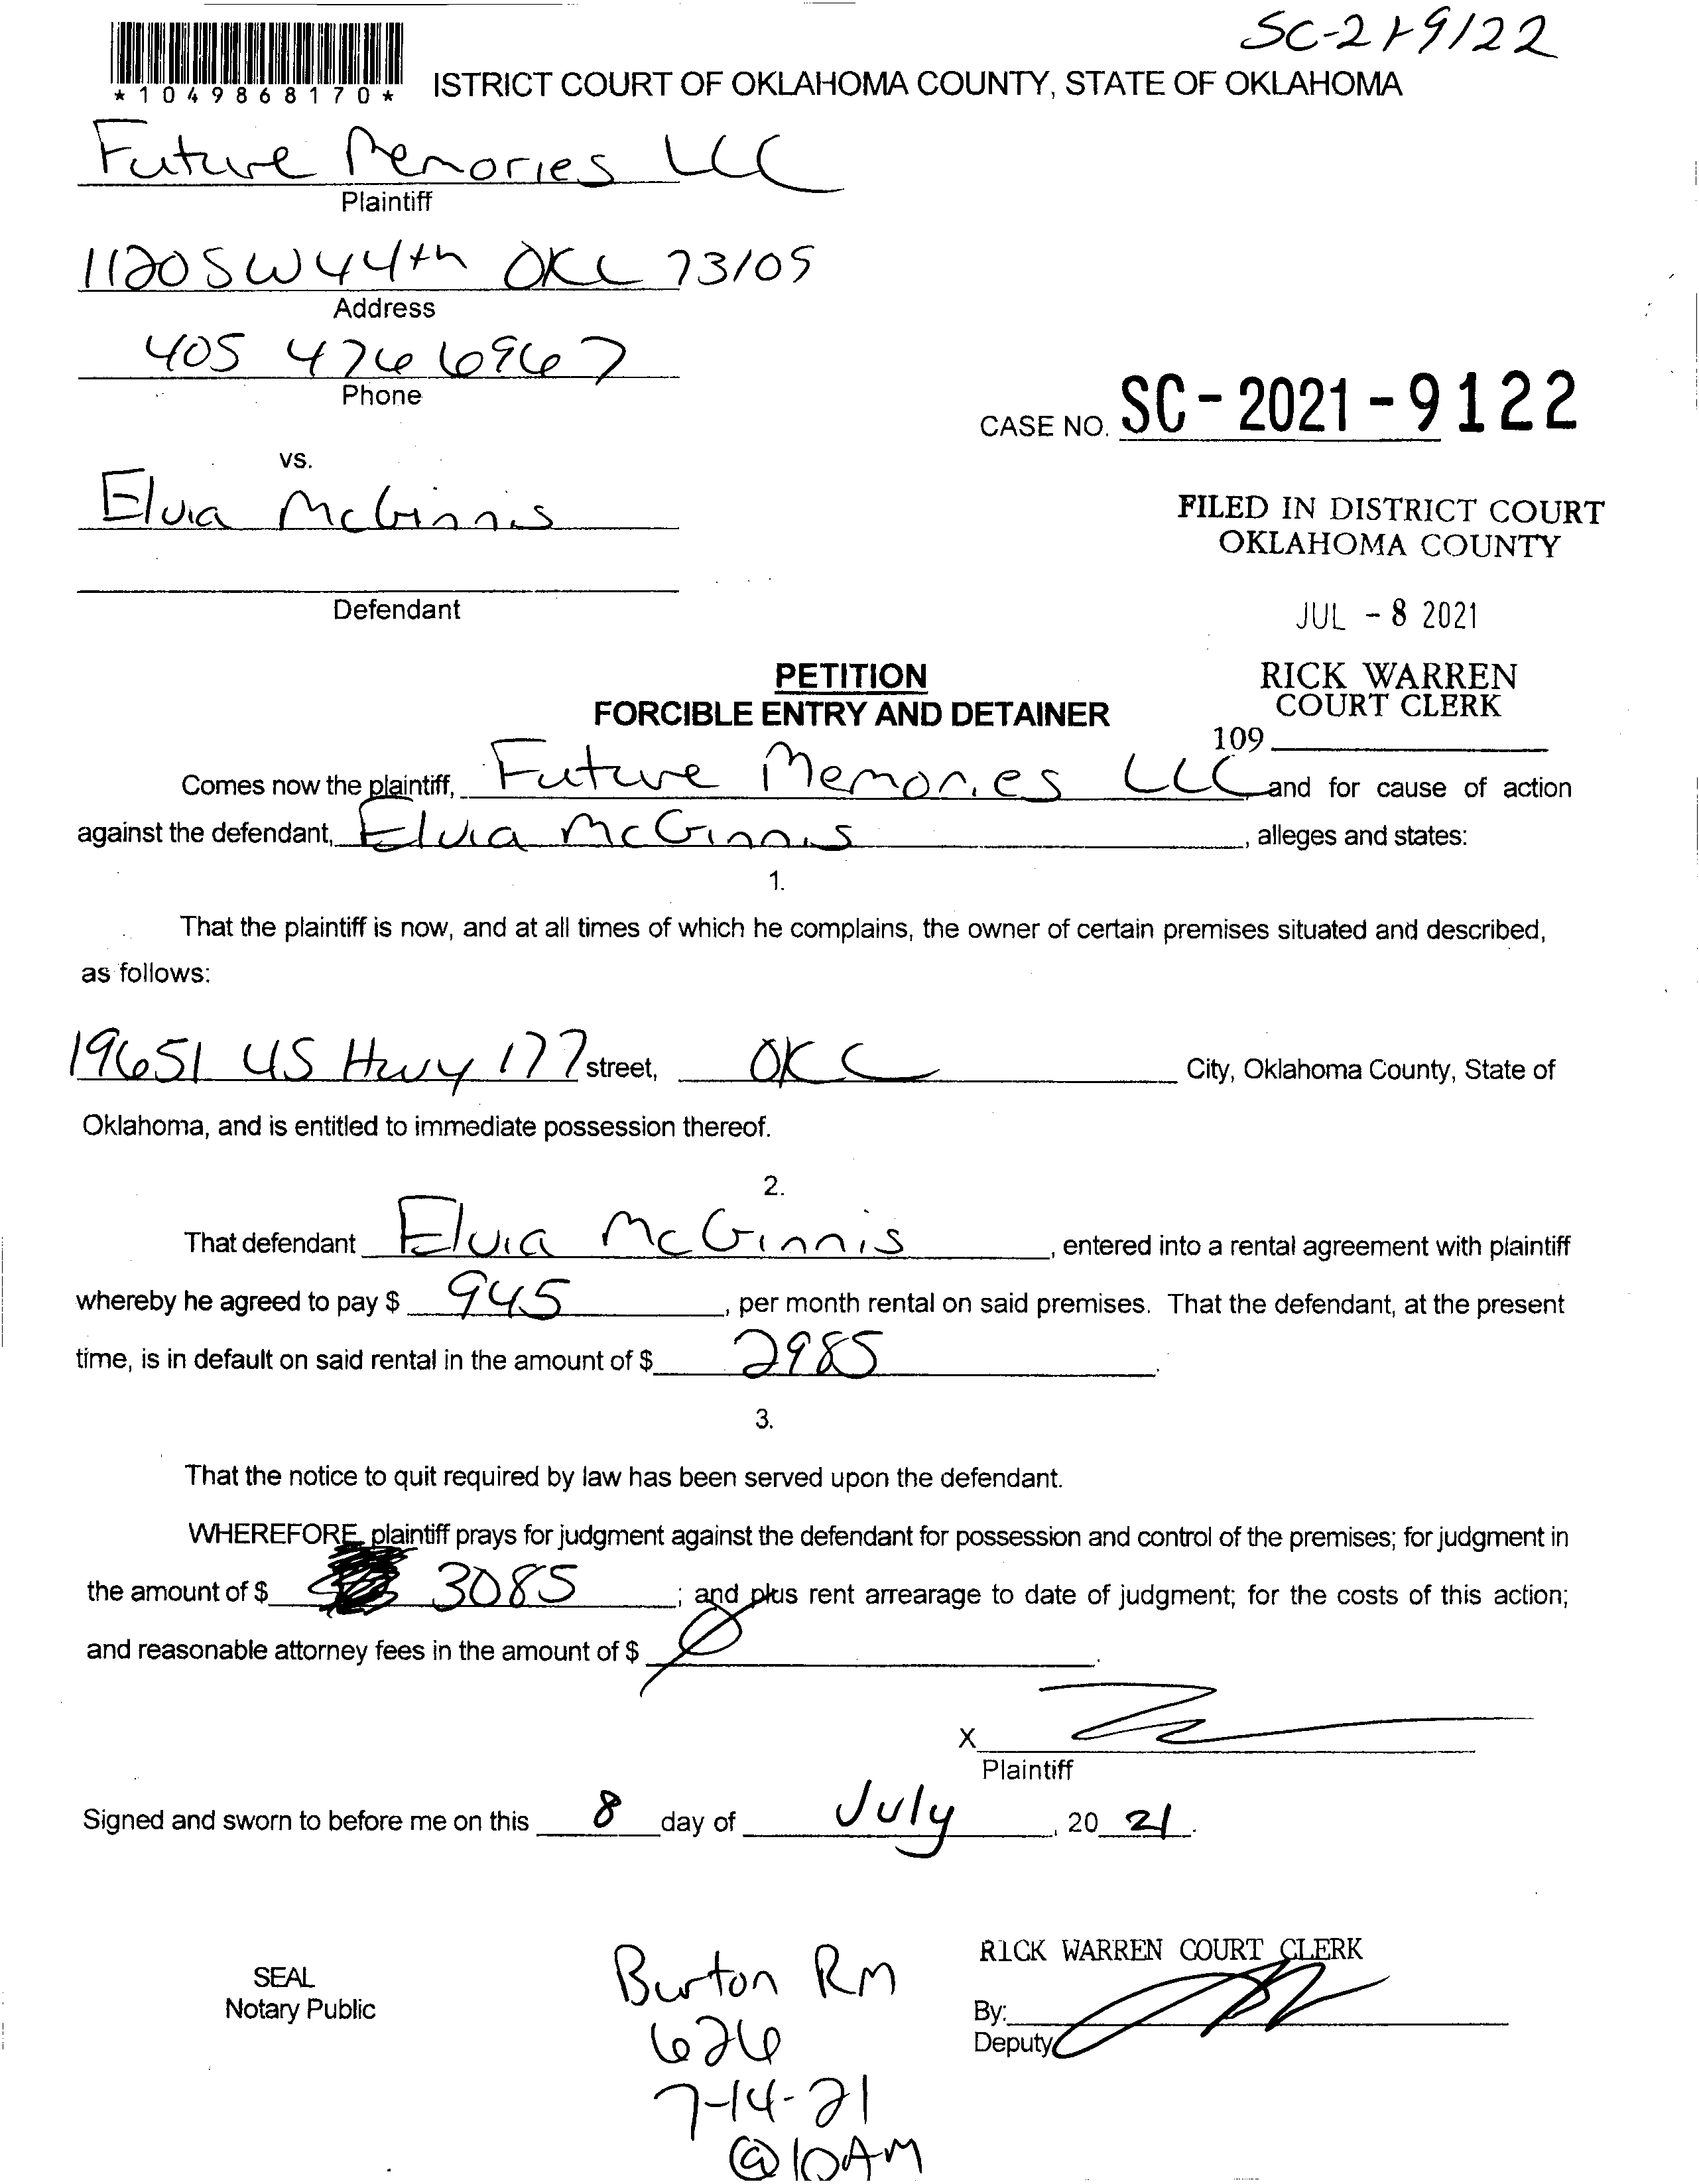 SC-21-9122
*1049868170*
ISTRICT COURT OF OKLAHOMA COUNTY, STATE OF OKLAHOMA
Future Memories LLC
Plaintiff
1120 SW 44th OKC 73109
Address
405 476 6967
Phone
CASE NO. SC-2021-9122
vs.
Elvia McGinnis
FILED IN DISTRICT COURT
OKLAHOMA COUNTY
Defendant
JUL - 8 2021
PETITION
FORCIBLE ENTRY AND DETAINER
RICK WARREN
COURT CLERK
109
Comes now the plaintiff, Future Memories LLC, and for cause of action
against the defendant, Elvia McGinnis, alleges and states:
1.
That the plaintiff is now, and at all times of which he complains, the owner of certain premises situated and described,
as follows:
19651 US Hwy 177 street, OKC City, Oklahoma County, State of
Oklahoma, and is entitled to immediate possession thereof.
2.
That defendant Elvia McGinnis, entered into a rental agreement with plaintiff
whereby he agreed to pay $ 945, per month rental on said premises. That the defendant, at the present
time, is in default on said rental in the amount of $ 2985.
3.
That the notice to quit required by law has been served upon the defendant.
WHEREFORE, plaintiff prays for judgment against the defendant for possession and control of the premises; for judgment in
the amount of $ 3085; and plus rent arrearage to date of judgment; for the costs of this action;
and reasonable attorney fees in the amount of $ Ø.
X
Plaintiff
Signed and sworn to before me on this 8 day of July, 20 21.
SEAL
Notary Public
Burton Rm
626
7-14-21
@ 10AM
RICK WARREN COURT CLERK
By:
Deputy